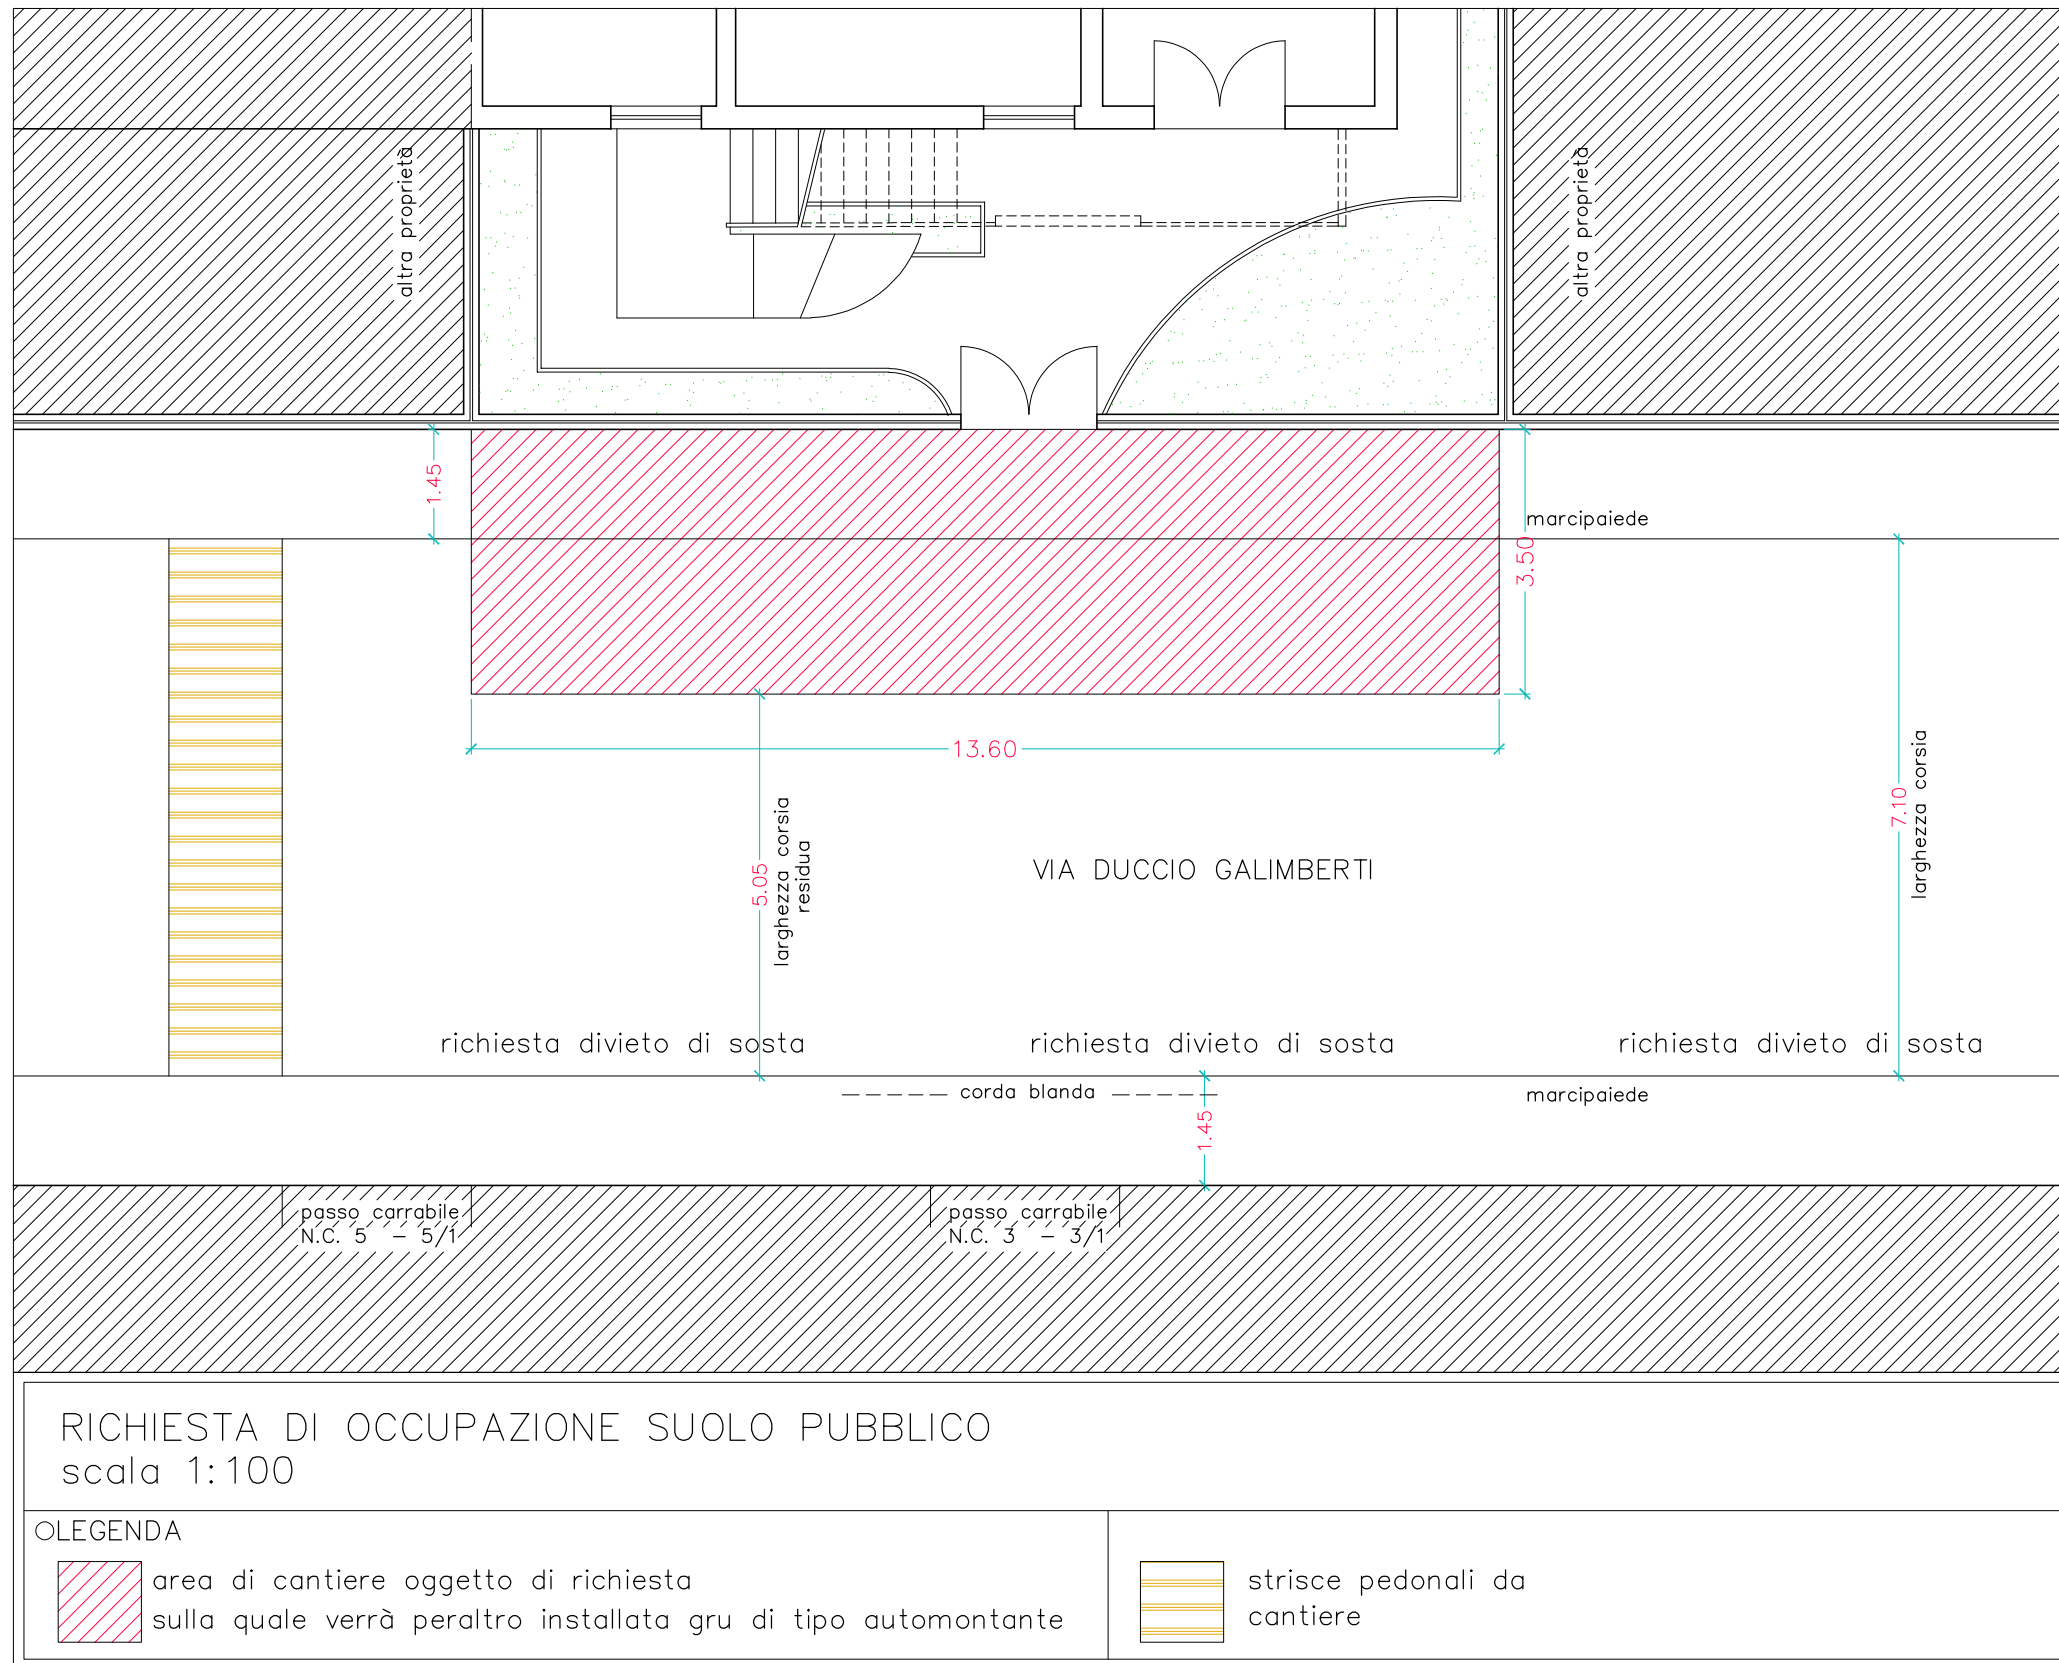 altra proprietà
altra proprietà
1.45
marcipaiede
3.50
13.60
7.10
larghezza corsia
5.05
larghezza corsia
residua
VIA DUCCIO GALIMBERTI
richiesta divieto di sosta
richiesta divieto di sosta
richiesta divieto di sosta
corda blanda
marcipaiede
1.45
passo carrabile
N.C. 5 - 5/1
passo carrabile
N.C. 3 - 3/1
RICHIESTA DI OCCUPAZIONE SUOLO PUBBLICO
scala 1:100
LEGENDA
area di cantiere oggetto di richiesta
sulla quale verrà peraltro installata gru di tipo automontante
strisce pedonali da
cantiere